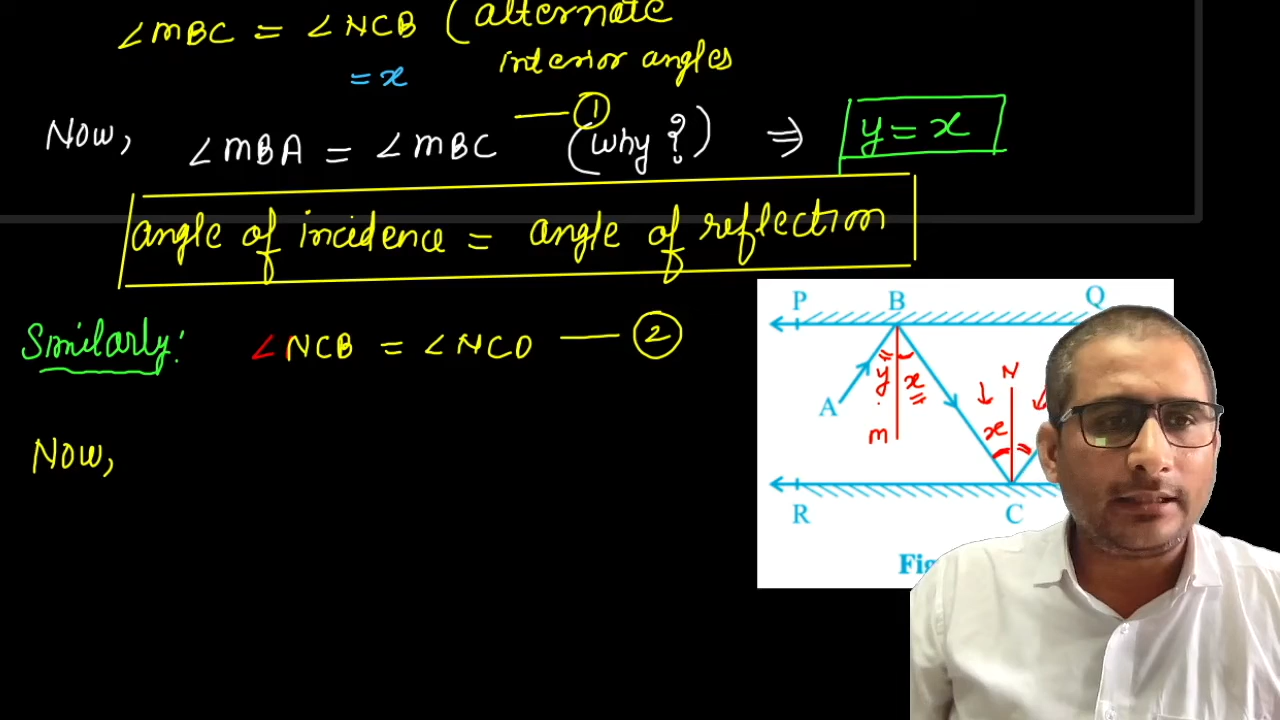 ∠MBC = ∠NCB (alternate
interior angles
= x
Now, ∠MBA = ∠MBC —— ① (why?) ⇒ y = x
angle of incidence = angle of reflection
Similarly: ∠NCB = ∠NCD —— ②
Now,
P B Q
A y x N
M x
R C
Fig